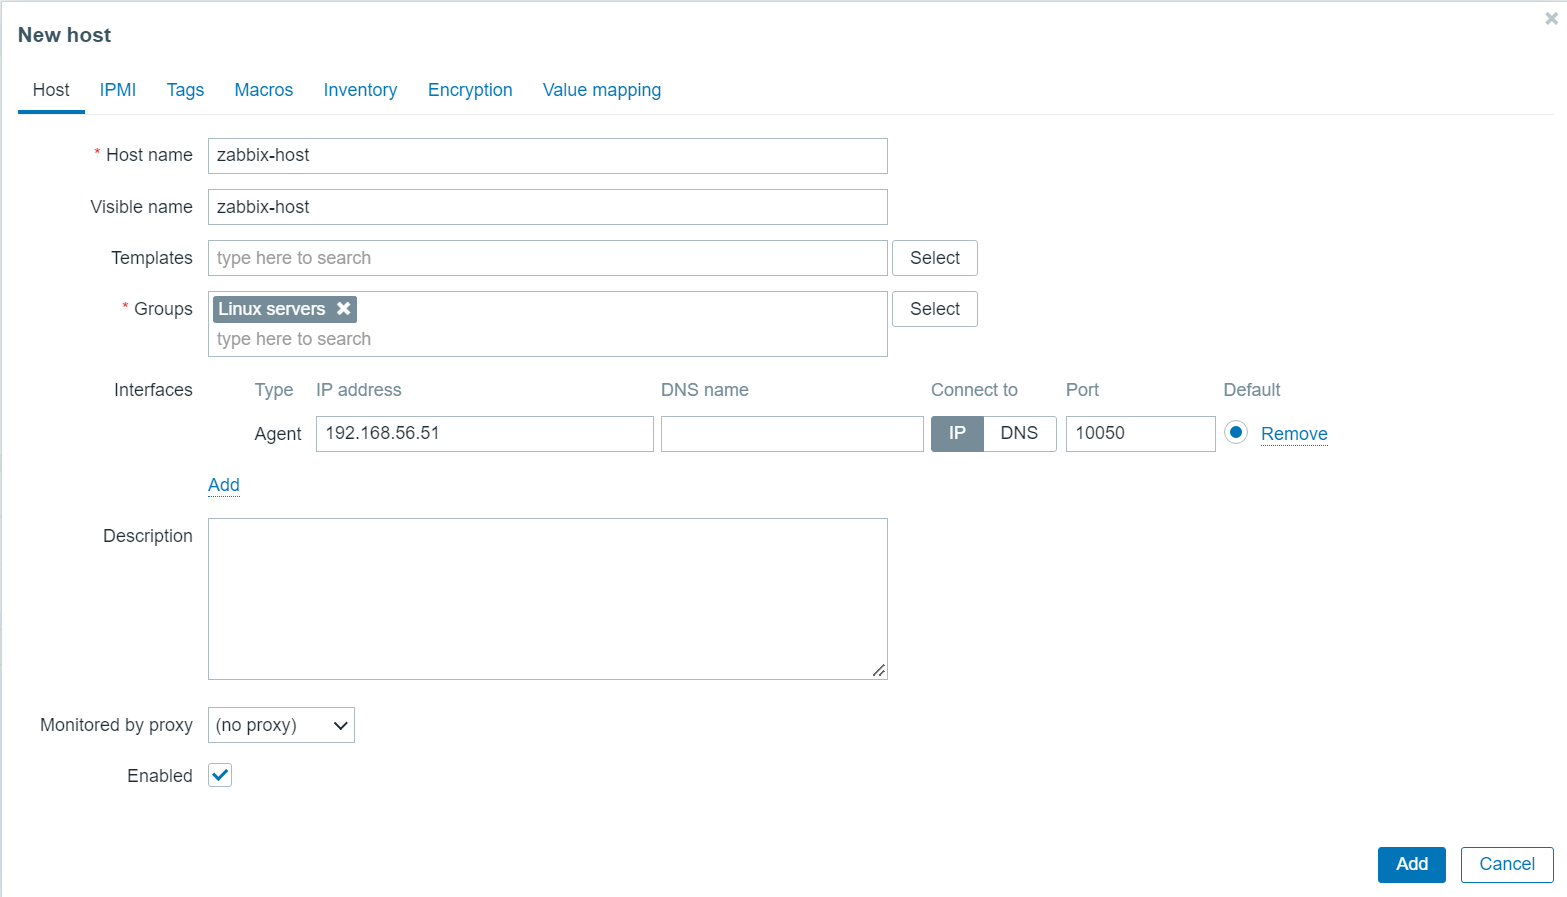 New host
Host IPMI Tags Macros Inventory Encryption Value mapping
* Host name zabbix-host
Visible name zabbix-host
Templates type here to search Select
* Groups Linux servers Select
type here to search
Interfaces Type IP address DNS name Connect to Port Default
Agent 192.168.56.51 IP DNS 10050 Remove
Add
Description
Monitored by proxy (no proxy)
Enabled
Add Cancel